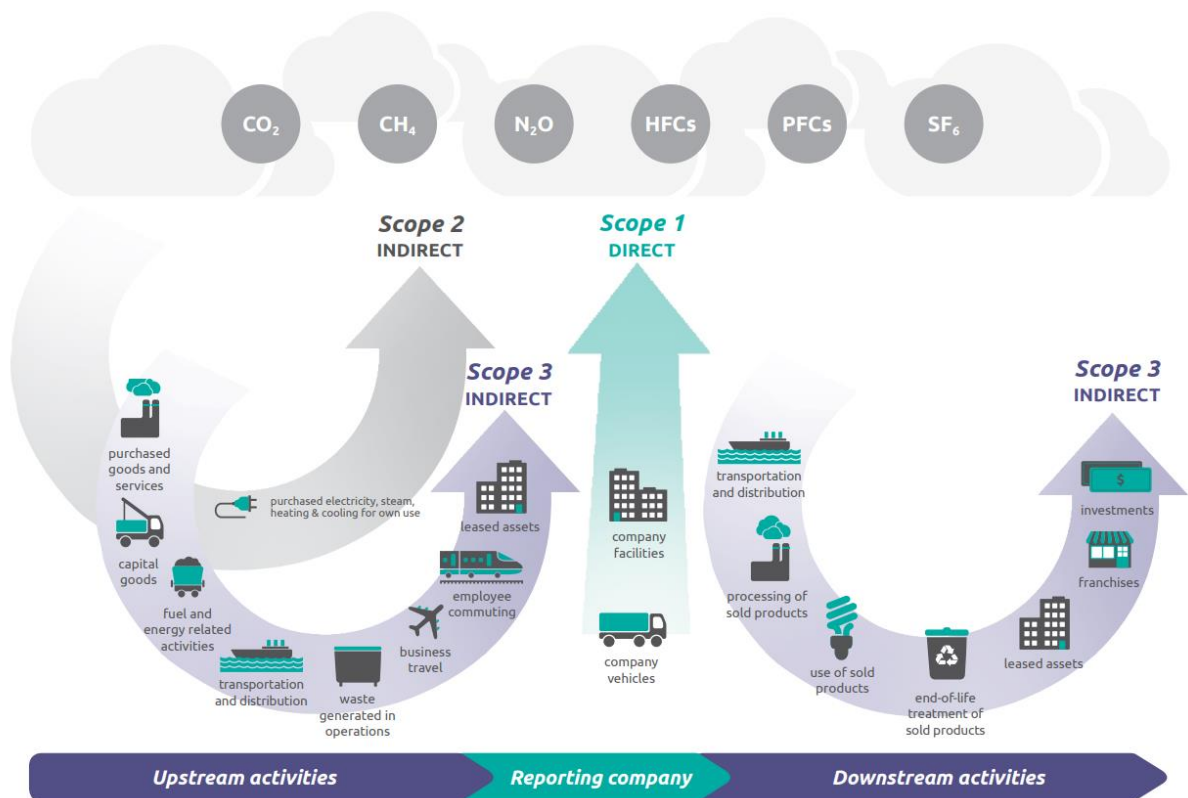 CO₂
CH₄
N₂O
HFCs
PFCs
SF₆
Scope 2
INDIRECT
Scope 1
DIRECT
Scope 3
INDIRECT
Scope 3
INDIRECT
purchased
goods and
services
capital
goods
fuel and
energy related
activities
purchased electricity, steam,
heating & cooling for own use
transportation
and distribution
waste
generated in
operations
business
travel
employee
commuting
leased assets
company
facilities
company
vehicles
transportation
and distribution
processing of
sold products
use of sold
products
end-of-life
treatment of
sold products
leased assets
franchises
$
investments
Upstream activities
Reporting company
Downstream activities